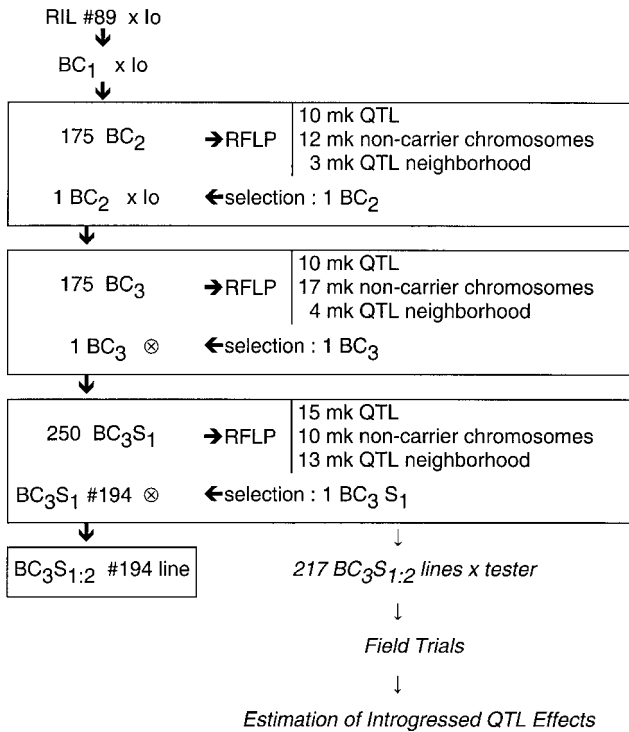 RIL #89 x Io
BC1 x Io
175 BC2 ➔RFLP
10 mk QTL
12 mk non-carrier chromosomes
3 mk QTL neighborhood
1 BC2 x Io ←selection : 1 BC2
175 BC3 ➔RFLP
10 mk QTL
17 mk non-carrier chromosomes
4 mk QTL neighborhood
1 BC3 ⊗ ←selection : 1 BC3
250 BC3S1 ➔RFLP
15 mk QTL
10 mk non-carrier chromosomes
13 mk QTL neighborhood
BC3S1 #194 ⊗ ←selection : 1 BC3 S1
BC3S1:2 #194 line
217 BC3S1:2 lines x tester
Field Trials
Estimation of Introgressed QTL Effects